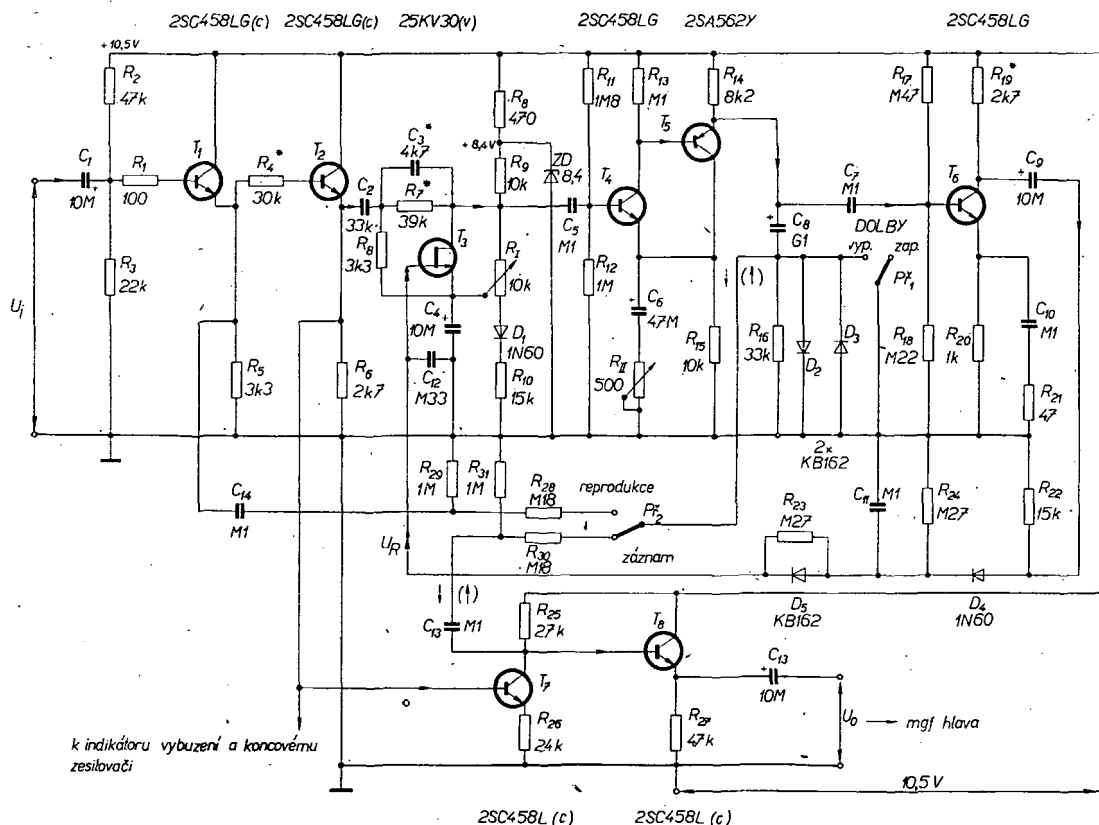 2SC458LG(c) 2SC458LG(c) 25KV30(v) 2SC458LG 2SA562Y 2SC458LG
+10,5V
R2
47k
C1
10M
R1
100
T1
R4*
30k
T2
R3
22k
Ui
R5
3k3
R6
2k7
C2
33k
C3*
4k7
R7*
39k
R8
3k3
T3
C4
10M
C12
M33
R8
470
+8,4V
R9
10k
ZD
8,4
RI
10k
D1
1N60
R10
15k
C5
M1
R11
1M8
R12
1M
R13
M1
T4
T5
R14
8k2
C6
47M
RII
500
R15
10k
C8
G1
R16
33k
D2
D3
2x
KB162
C7
M1
DOLBY
vyp. zap.
Př1
R17
M47
R18
M22
T6
R19*
2k7
C9
10M
R20
1k
C10
M1
R21
47
C14
M1
R29
1M
R31
1M
R28
M18
reprodukce
Př2
R30
M18
záznam
UR
R23
M27
D5
KB162
C11
M1
R24
M27
R22
15k
D4
1N60
(↑)
(↑)
C13
M1
R25
27k
T7
R26
24k
T8
C13
10M
R27
47k
Uo → mgf hlava
k indikátoru vybuzení a koncovému
zesilovači
10,5 V
2SC458L (c) 2SC458L (c)